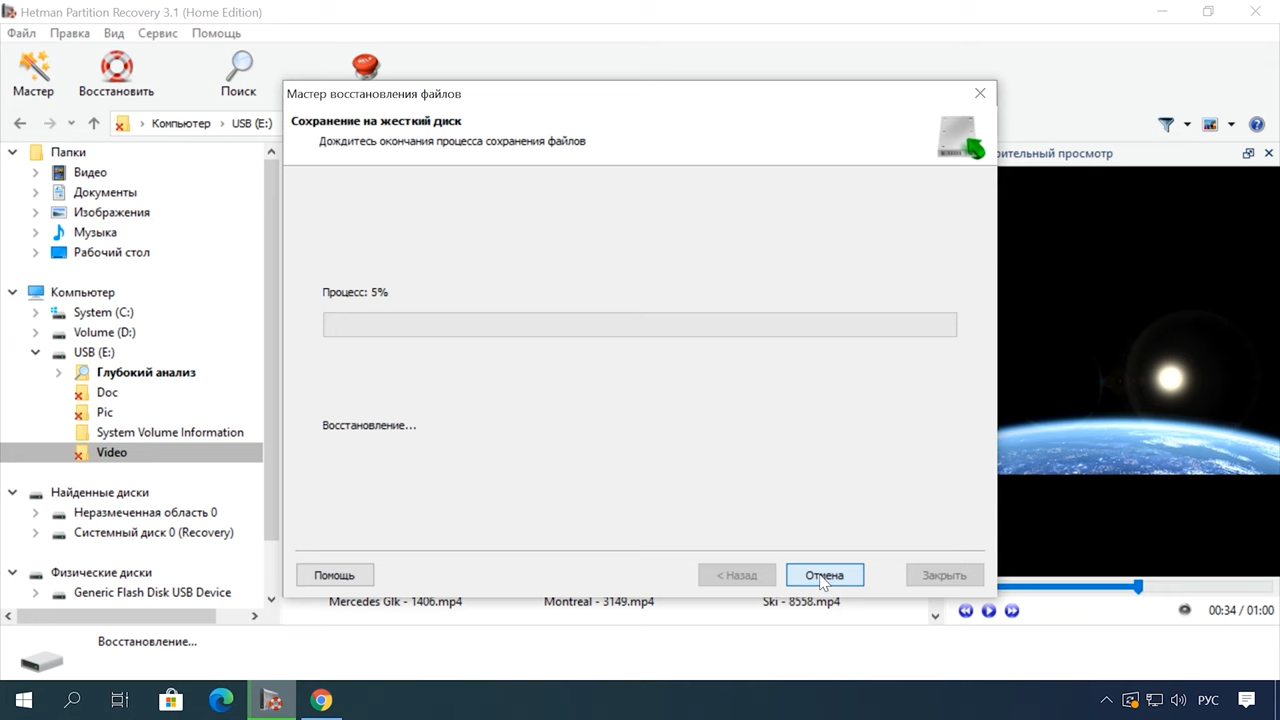 Hetman Partition Recovery 3.1 (Home Edition)
Файл Правка Вид Сервис Помощь
HELP
Мастер Восстановить Поиск
Компьютер USB (E:)
Папки
Видео
Документы
Изображения
Музыка
Рабочий стол
Компьютер
System (C:)
Volume (D:)
USB (E:)
Глубокий анализ
Doc
Pic
System Volume Information
Video
Найденные диски
Неразмеченная область 0
Системный диск 0 (Recovery)
Физические диски
Generic Flash Disk USB Device
Мастер восстановления файлов
Сохранение на жесткий диск
Дождитесь окончания процесса сохранения файлов
Процесс: 5%
Восстановление...
Помощь < Назад Отмена Закрыть
рительный просмотр
Mercedes Glk - 1406.mp4 Montreal - 3149.mp4 Ski - 8558.mp4
00:34 / 01:00
Восстановление...
РУС